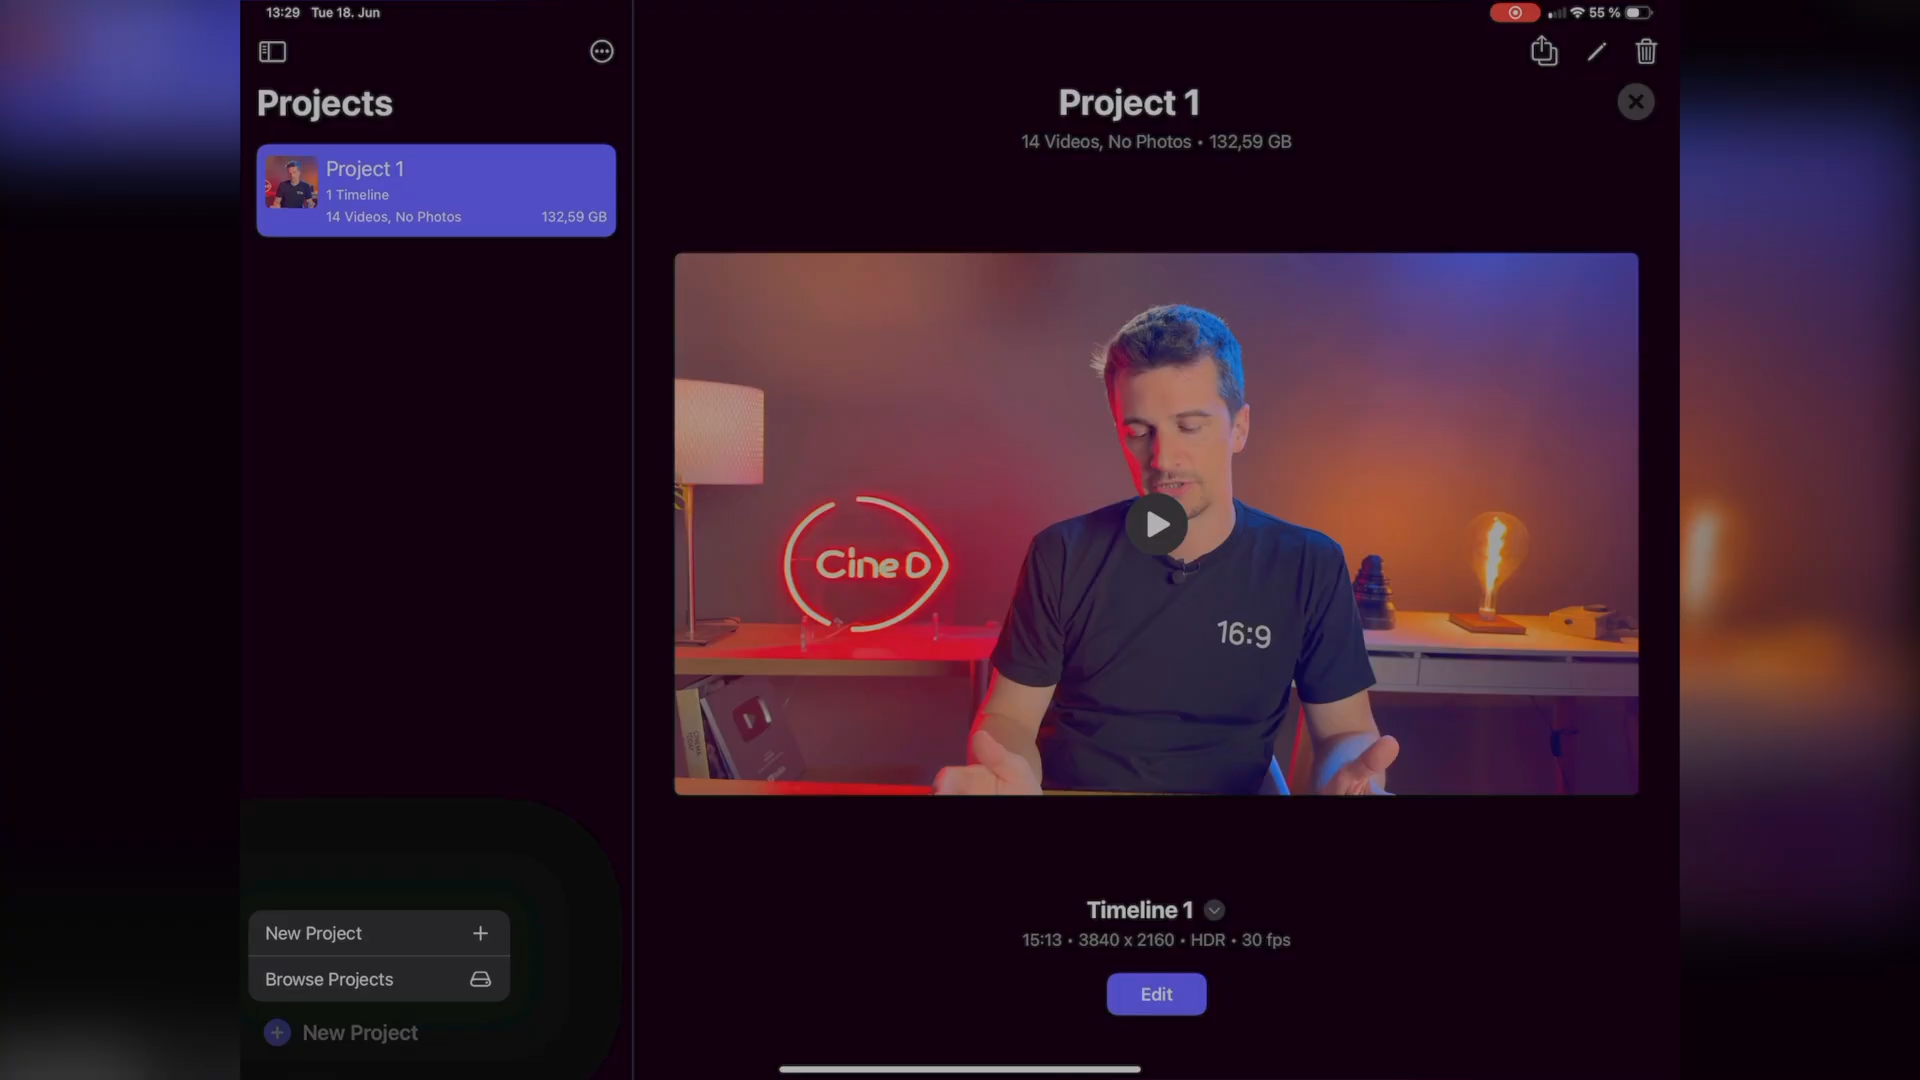 13:29 Tue 18. Jun
55 %
Projects
Project 1
1 Timeline
14 Videos, No Photos 132,59 GB
Project 1
14 Videos, No Photos • 132,59 GB
CineD
16:9
Timeline 1
15:13 • 3840 x 2160 • HDR • 30 fps
Edit
New Project
Browse Projects
New Project